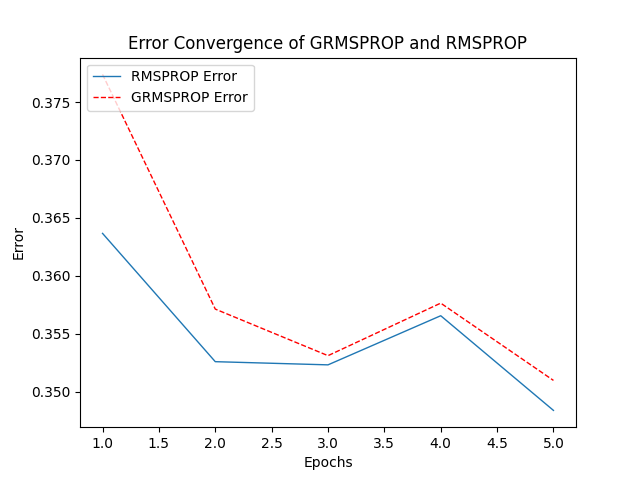 Error Convergence of GRMSPROP and RMSPROP
RMSPROP Error
GRMSPROP Error
0.375
0.370
0.365
0.360
0.355
0.350
Error
1.0 1.5 2.0 2.5 3.0 3.5 4.0 4.5 5.0
Epochs